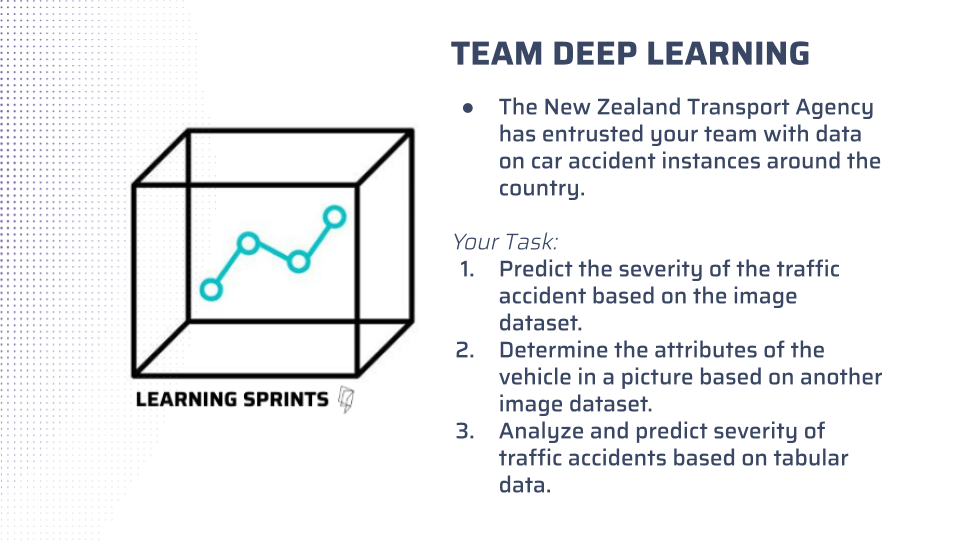 TEAM DEEP LEARNING
● The New Zealand Transport Agency
has entrusted your team with data
on car accident instances around the
country.
Your Task:
1. Predict the severity of the traffic
accident based on the image
dataset.
2. Determine the attributes of the
vehicle in a picture based on another
image dataset.
3. Analyze and predict severity of
traffic accidents based on tabular
data.
LEARNING SPRINTS